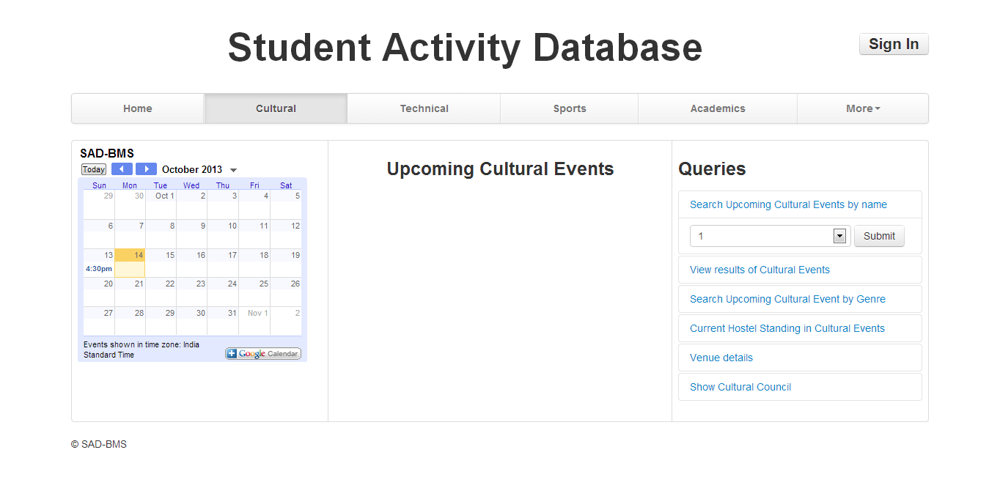 Student Activity Database
Sign In
Home Cultural Technical Sports Academics More
SAD-BMS
Today October 2013
Sun Mon Tue Wed Thu Fri Sat
29 30 Oct 1 2 3 4 5
6 7 8 9 10 11 12
13 14 15 16 17 18 19
4:30pm
20 21 22 23 24 25 26
27 28 29 30 31 Nov 1 2
Events shown in time zone: India
Standard Time
Google Calendar
Upcoming Cultural Events
Queries
Search Upcoming Cultural Events by name
1 Submit
View results of Cultural Events
Search Upcoming Cultural Event by Genre
Current Hostel Standing in Cultural Events
Venue details
Show Cultural Council
© SAD-BMS